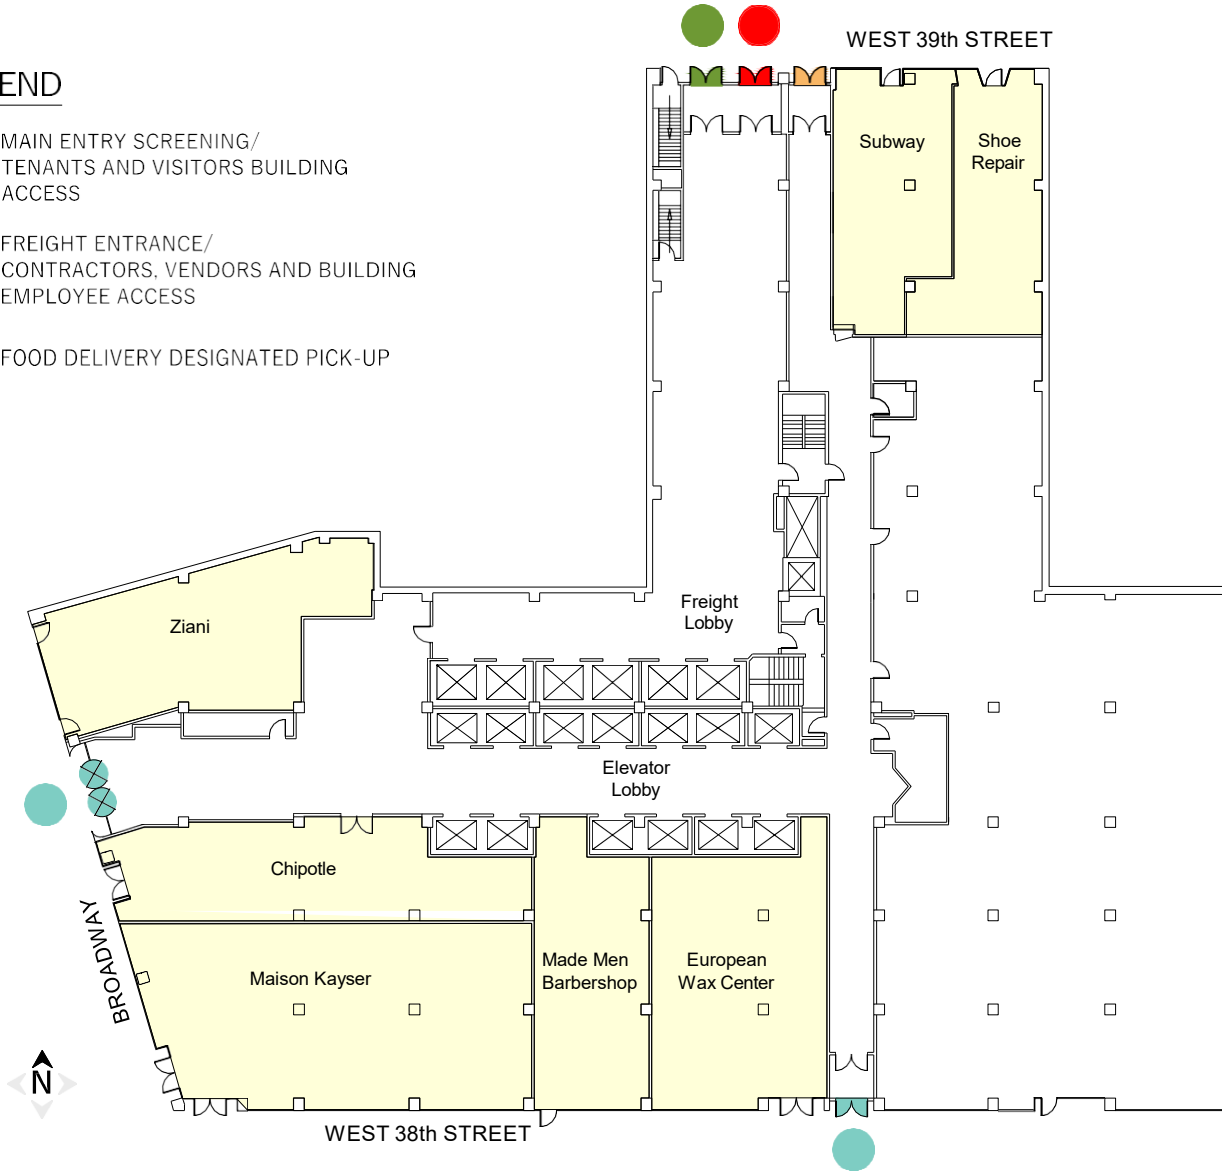 WEST 39th STREET
END
MAIN ENTRY SCREENING/
TENANTS AND VISITORS BUILDING
ACCESS
FREIGHT ENTRANCE/
CONTRACTORS, VENDORS AND BUILDING
EMPLOYEE ACCESS
FOOD DELIVERY DESIGNATED PICK-UP
Subway
Shoe
Repair
Ziani
Freight
Lobby
Elevator
Lobby
Chipotle
BROADWAY
Maison Kayser
Made Men
Barbershop
European
Wax Center
N
WEST 38th STREET